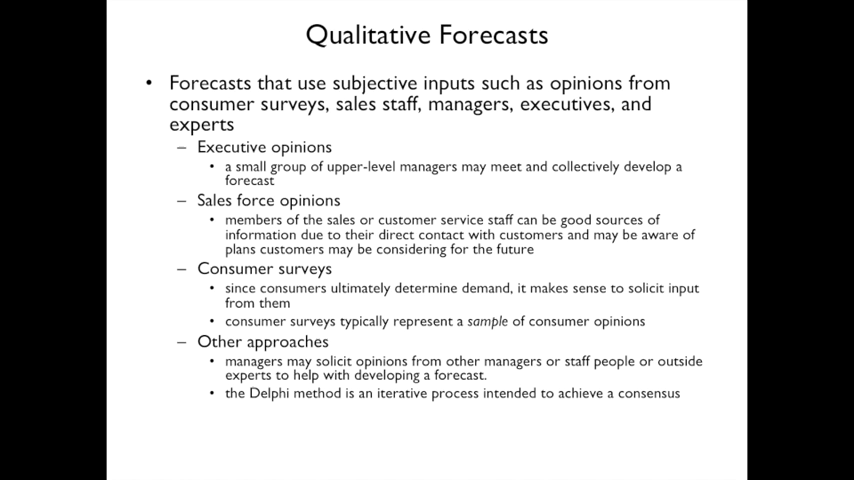 Qualitative Forecasts
• Forecasts that use subjective inputs such as opinions from
consumer surveys, sales staff, managers, executives, and
experts
– Executive opinions
• a small group of upper-level managers may meet and collectively develop a
forecast
– Sales force opinions
• members of the sales or customer service staff can be good sources of
information due to their direct contact with customers and may be aware of
plans customers may be considering for the future
– Consumer surveys
• since consumers ultimately determine demand, it makes sense to solicit input
from them
• consumer surveys typically represent a sample of consumer opinions
– Other approaches
• managers may solicit opinions from other managers or staff people or outside
experts to help with developing a forecast.
• the Delphi method is an iterative process intended to achieve a consensus